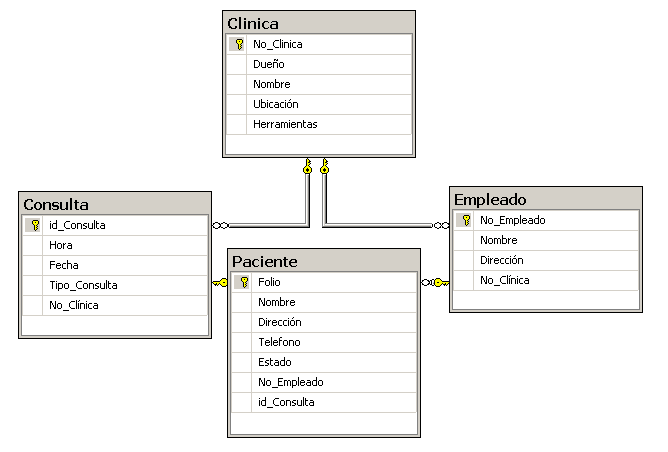 Clinica
No_Clinica
Dueño
Nombre
Ubicación
Herramientas
Consulta
id_Consulta
Hora
Fecha
Tipo_Consulta
No_Clínica
Paciente
Folio
Nombre
Dirección
Telefono
Estado
No_Empleado
id_Consulta
Empleado
No_Empleado
Nombre
Dirección
No_Clínica